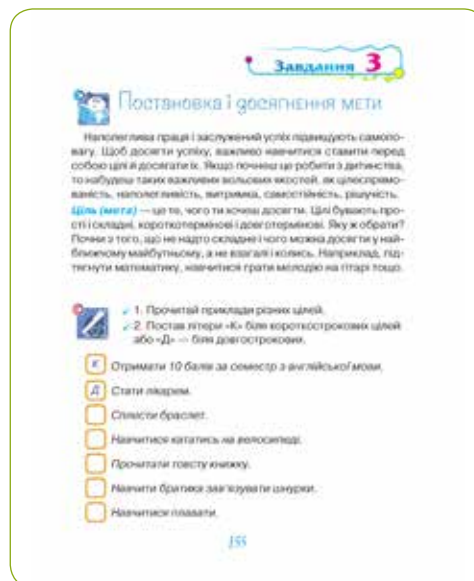 Завдання 3
Постановка і досягнення мети
Наполеглива праця і заслужений успіх підвищують самопо-
вагу. Щоб досягти успіху, важливо навчитися ставити перед
собою цілі й досягати їх. Якщо почнеш це робити з дитинства,
то набудеш таких важливих вольових якостей, як цілеспрямо-
ваність, наполегливість, витримка, самостійність, рішучість.
Ціль (мета) — це те, чого ти хочеш досягти. Цілі бувають про-
сті і складні, короткотермінові і довготермінові. Яку ж обрати?
Почни з того, що не надто складне і чого можна досягти у най-
ближчому майбутньому, а не взагалі і колись. Наприклад, під-
тягнути математику, навчитися грати мелодію на гітарі тощо.
✓ 1. Прочитай приклади різних цілей.
✓ 2. Постав літери «К» біля короткострокових цілей
або «Д» — біля довгострокових.
К Отримати 10 балів за семестр з англійської мови.
Д Стати лікарем.
Сплести браслет.
Навчитися кататись на велосипеді.
Прочитати товсту книжку.
Навчити братика зав'язувати шнурки.
Навчитися плавати.
155